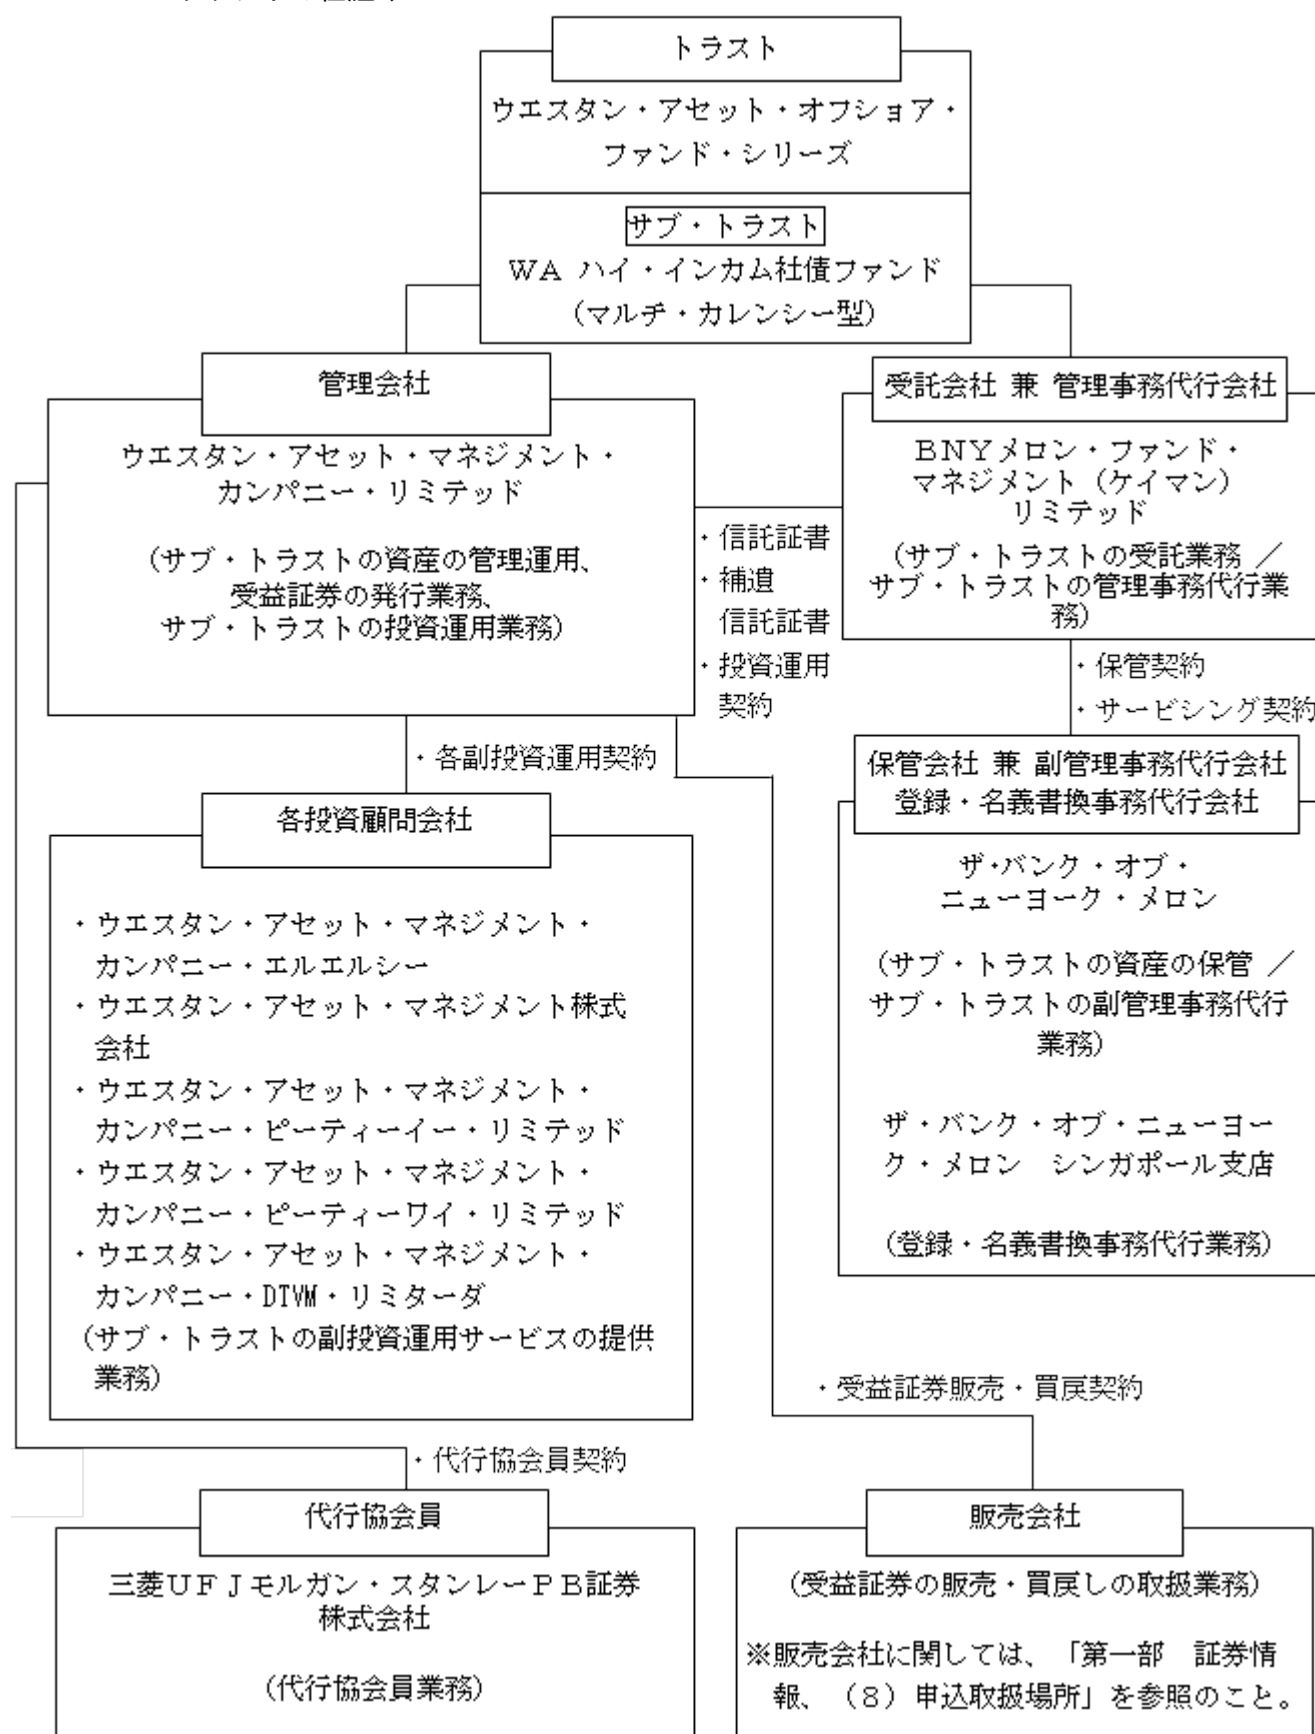 トラスト
ウエスタン・アセット・オフショア・
ファンド・シリーズ
サブ・トラスト
ＷＡ ハイ・インカム社債ファンド
（マルチ・カレンシー型）
管理会社
ウエスタン・アセット・マネジメント・
カンパニー・リミテッド
（サブ・トラストの資産の管理運用、
受益証券の発行業務、
サブ・トラストの投資運用業務）
受託会社 兼 管理事務代行会社
ＢＮＹメロン・ファンド・
マネジメント（ケイマン）
リミテッド
（サブ・トラストの受託業務 ／
サブ・トラストの管理事務代行業
務）
・信託証書
・補遺
信託証書
・投資運用
契約
・保管契約
・サービシング契約
・各副投資運用契約
保管会社 兼 副管理事務代行会社
登録・名義書換事務代行会社
ザ・バンク・オブ・
ニューヨーク・メロン
（サブ・トラストの資産の保管 ／
サブ・トラストの副管理事務代行
業務）
ザ・バンク・オブ・ニューヨー
ク・メロン　シンガポール支店
（登録・名義書換事務代行業務）
各投資顧問会社
・ウエスタン・アセット・マネジメント・
カンパニー・エルエルシー
・ウエスタン・アセット・マネジメント株式
会社
・ウエスタン・アセット・マネジメント・
カンパニー・ピーティーイー・リミテッド
・ウエスタン・アセット・マネジメント・
カンパニー・ピーティーワイ・リミテッド
・ウエスタン・アセット・マネジメント・
カンパニー・DTVM・リミターダ
（サブ・トラストの副投資運用サービスの提供
業務）
・受益証券販売・買戻契約
・代行協会員契約
代行協会員
三菱ＵＦＪモルガン・スタンレーＰＢ証券
株式会社
（代行協会員業務）
販売会社
（受益証券の販売・買戻しの取扱業務）
※販売会社に関しては、「第一部　証券情
報、（８）申込取扱場所」を参照のこと。